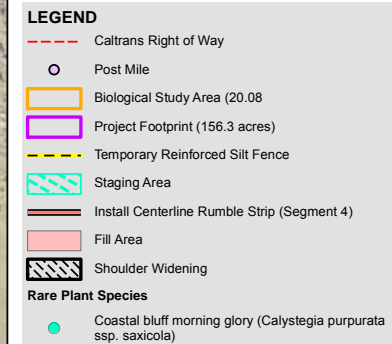 LEGEND
Caltrans Right of Way
Post Mile
Biological Study Area (20.08
Project Footprint (156.3 acres)
Temporary Reinforced Silt Fence
Staging Area
Install Centerline Rumble Strip (Segment 4)
Fill Area
Shoulder Widening
Rare Plant Species
Coastal bluff morning glory (Calystegia purpurata
ssp. saxicola)